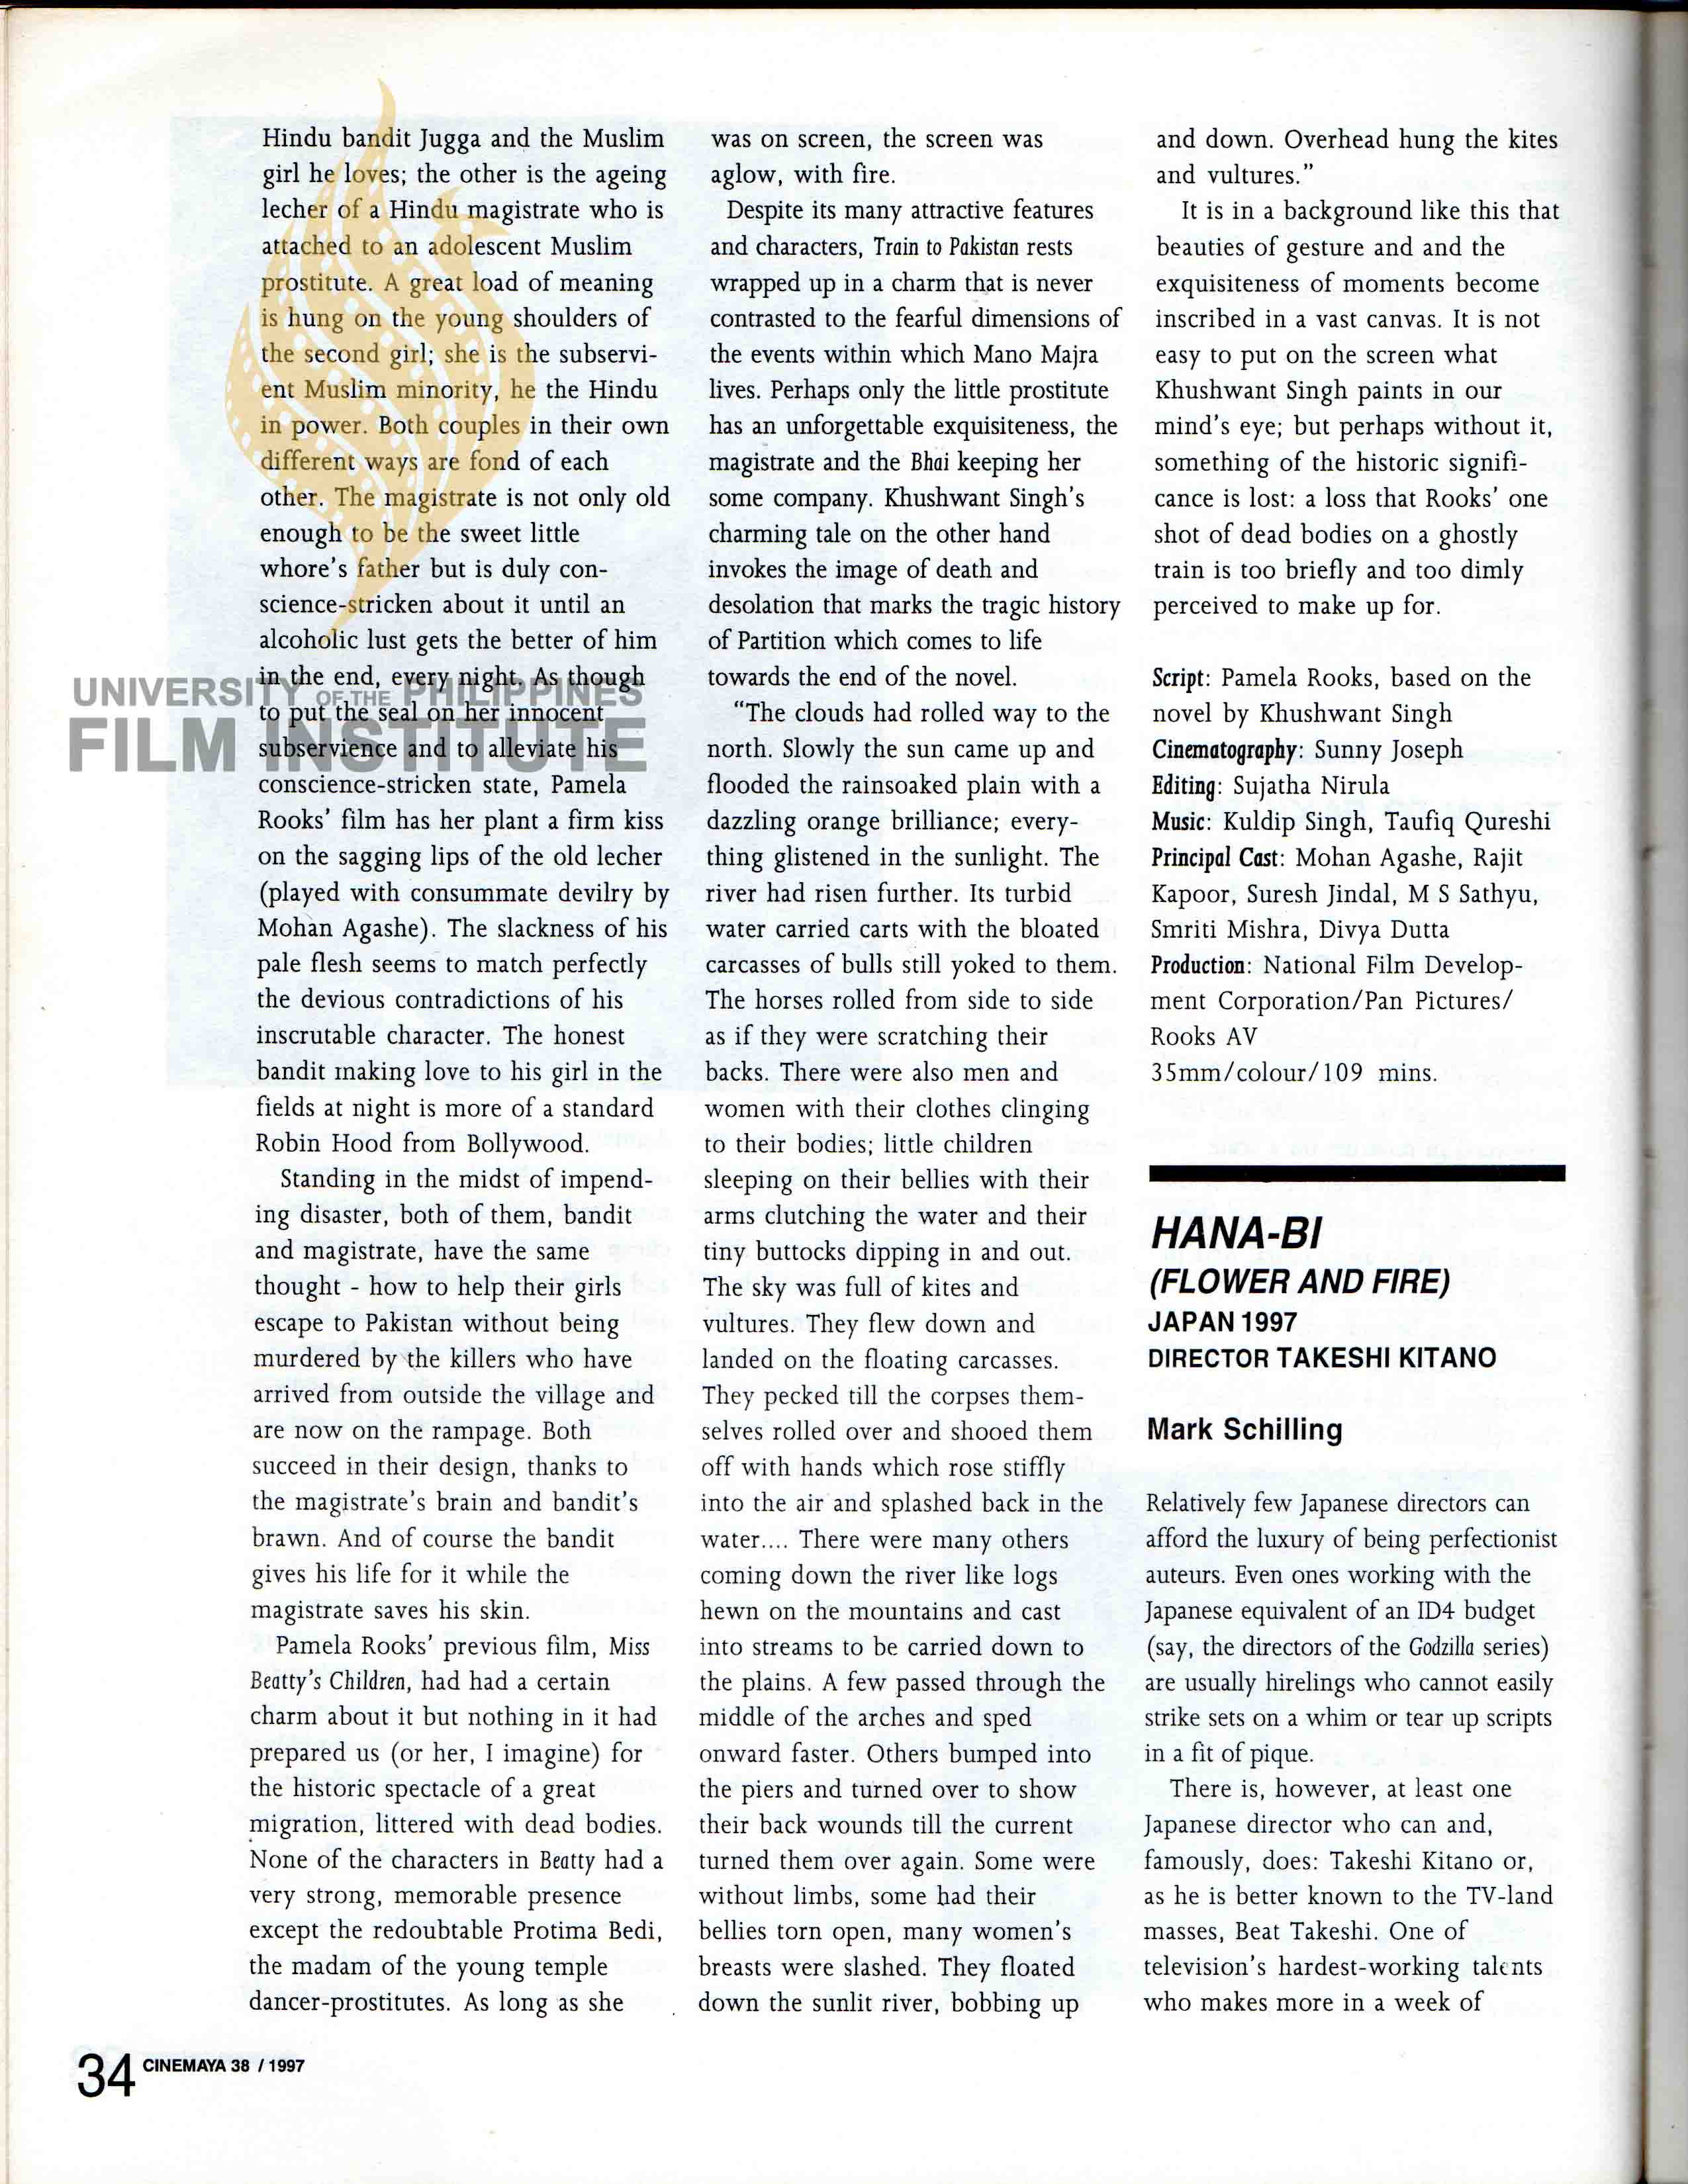 Hindu bandit Jugga and the Muslim
girl he loves; the other is the ageing
lecher of a Hindu magistrate who is
attached to an adolescent Muslim
prostitute. A great load of meaning
is hung on the young shoulders of
the second girl; she is the subservi-
ent Muslim minority, he the Hindu
in power. Both couples in their own
different ways are fond of each
other. The magistrate is not only old
enough to be the sweet little
whore's father but is duly con-
science-stricken about it until an
alcoholic lust gets the better of him
in the end, every night. As though
to put the seal on her innocent
subservience and to alleviate his
conscience-stricken state, Pamela
Rooks' film has her plant a firm kiss
on the sagging lips of the old lecher
(played with consummate devilry by
Mohan Agashe). The slackness of his
pale flesh seems to match perfectly
the devious contradictions of his
inscrutable character. The honest
bandit making love to his girl in the
fields at night is more of a standard
Robin Hood from Bollywood.
Standing in the midst of impend-
ing disaster, both of them, bandit
and magistrate, have the same
thought - how to help their girls
escape to Pakistan without being
murdered by the killers who have
arrived from outside the village and
are now on the rampage. Both
succeed in their design, thanks to
the magistrate's brain and bandit's
brawn. And of course the bandit
gives his life for it while the
magistrate saves his skin.
Pamela Rooks' previous film, Miss
Beatty's Children, had had a certain
charm about it but nothing in it had
prepared us (or her, I imagine) for
the historic spectacle of a great
migration, littered with dead bodies.
None of the characters in Beatty had a
very strong, memorable presence
except the redoubtable Protima Bedi,
the madam of the young temple
dancer-prostitutes. As long as she
was on screen, the screen was
aglow, with fire.
Despite its many attractive features
and characters, Train to Pakistan rests
wrapped up in a charm that is never
contrasted to the fearful dimensions of
the events within which Mano Majra
lives. Perhaps only the little prostitute
has an unforgettable exquisiteness, the
magistrate and the Bhai keeping her
some company. Khushwant Singh's
charming tale on the other hand
invokes the image of death and
desolation that marks the tragic history
of Partition which comes to life
towards the end of the novel.
"The clouds had rolled way to the
north. Slowly the sun came up and
flooded the rainsoaked plain with a
dazzling orange brilliance; every-
thing glistened in the sunlight. The
river had risen further. Its turbid
water carried carts with the bloated
carcasses of bulls still yoked to them.
The horses rolled from side to side
as if they were scratching their
backs. There were also men and
women with their clothes clinging
to their bodies; little children
sleeping on their bellies with their
arms clutching the water and their
tiny buttocks dipping in and out.
The sky was full of kites and
vultures. They flew down and
landed on the floating carcasses.
They pecked till the corpses them-
selves rolled over and shooed them
off with hands which rose stiffly
into the air and splashed back in the
water.... There were many others
coming down the river like logs
hewn on the mountains and cast
into streams to be carried down to
the plains. A few passed through the
middle of the arches and sped
onward faster. Others bumped into
the piers and turned over to show
their back wounds till the current
turned them over again. Some were
without limbs, some had their
bellies torn open, many women's
breasts were slashed. They floated
down the sunlit river, bobbing up
and down. Overhead hung the kites
and vultures."
It is in a background like this that
beauties of gesture and and the
exquisiteness of moments become
inscribed in a vast canvas. It is not
easy to put on the screen what
Khushwant Singh paints in our
mind's eye; but perhaps without it,
something of the historic signifi-
cance is lost: a loss that Rooks' one
shot of dead bodies on a ghostly
train is too briefly and too dimly
perceived to make up for.
Script: Pamela Rooks, based on the
novel by Khushwant Singh
Cinematography: Sunny Joseph
Editing: Sujatha Nirula
Music: Kuldip Singh, Taufiq Qureshi
Principal Cast: Mohan Agashe, Rajit
Kapoor, Suresh Jindal, M S Sathyu,
Smriti Mishra, Divya Dutta
Production: National Film Develop-
ment Corporation/Pan Pictures/
Rooks AV
35mm/colour/109 mins.
HANA-BI
(FLOWER AND FIRE)
JAPAN 1997
DIRECTOR TAKESHI KITANO
Mark Schilling
Relatively few Japanese directors can
afford the luxury of being perfectionist
auteurs. Even ones working with the
Japanese equivalent of an ID4 budget
(say, the directors of the Godzilla series)
are usually hirelings who cannot easily
strike sets on a whim or tear up scripts
in a fit of pique.
There is, however, at least one
Japanese director who can and,
famously, does: Takeshi Kitano or,
as he is better known to the TV-land
masses, Beat Takeshi. One of
television's hardest-working talents
who makes more in a week of
34 CINEMAYA 38 / 1997
UNIVERSITY OF THE PHILIPPINES
FILM INSTITUTE